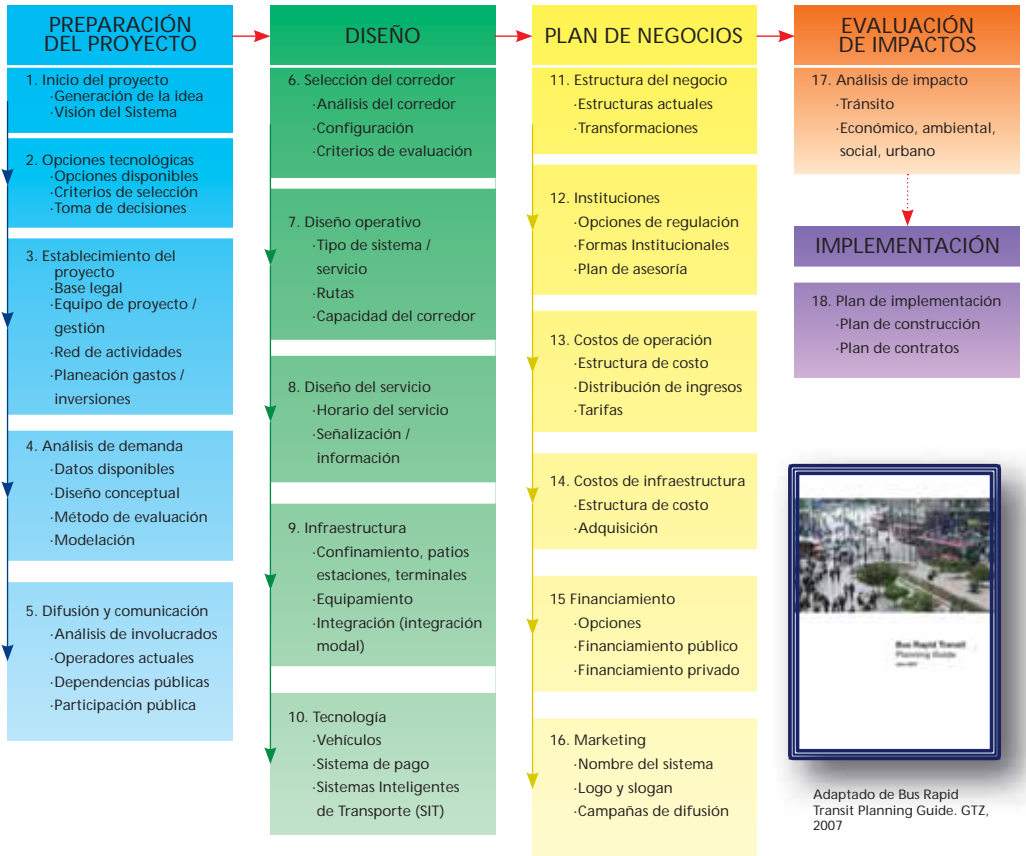 PREPARACIÓN
DEL PROYECTO
1. Inicio del proyecto
·Generación de la idea
·Visión del Sistema
2. Opciones tecnológicas
·Opciones disponibles
·Criterios de selección
·Toma de decisiones
3. Establecimiento del
proyecto
·Base legal
·Equipo de proyecto /
gestión
·Red de actividades
·Planeación gastos /
inversiones
4. Análisis de demanda
·Datos disponibles
·Diseño conceptual
·Método de evaluación
·Modelación
5. Difusión y comunicación
·Análisis de involucrados
·Operadores actuales
·Dependencias públicas
·Participación pública
DISEÑO
6. Selección del corredor
·Análisis del corredor
·Configuración
·Criterios de evaluación
7. Diseño operativo
·Tipo de sistema /
servicio
·Rutas
·Capacidad del corredor
8. Diseño del servicio
·Horario del servicio
·Señalización /
información
9. Infraestructura
·Confinamiento, patios
estaciones, terminales
·Equipamiento
·Integración (integración
modal)
10. Tecnología
·Vehículos
·Sistema de pago
·Sistemas Inteligentes
de Transporte (SIT)
PLAN DE NEGOCIOS
11. Estructura del negocio
·Estructuras actuales
·Transformaciones
12. Instituciones
·Opciones de regulación
·Formas Institucionales
·Plan de asesoría
13. Costos de operación
·Estructura de costo
·Distribución de ingresos
·Tarifas
14. Costos de infraestructura
·Estructura de costo
·Adquisición
15 Financiamiento
·Opciones
·Financiamiento público
·Financiamiento privado
16. Marketing
·Nombre del sistema
·Logo y slogan
·Campañas de difusión
EVALUACIÓN
DE IMPACTOS
17. Análisis de impacto
·Tránsito
·Económico, ambiental,
social, urbano
IMPLEMENTACIÓN
18. Plan de implementación
·Plan de construcción
·Plan de contratos
Bus Rapid Transit
Planning Guide
Adaptado de Bus Rapid
Transit Planning Guide. GTZ,
2007